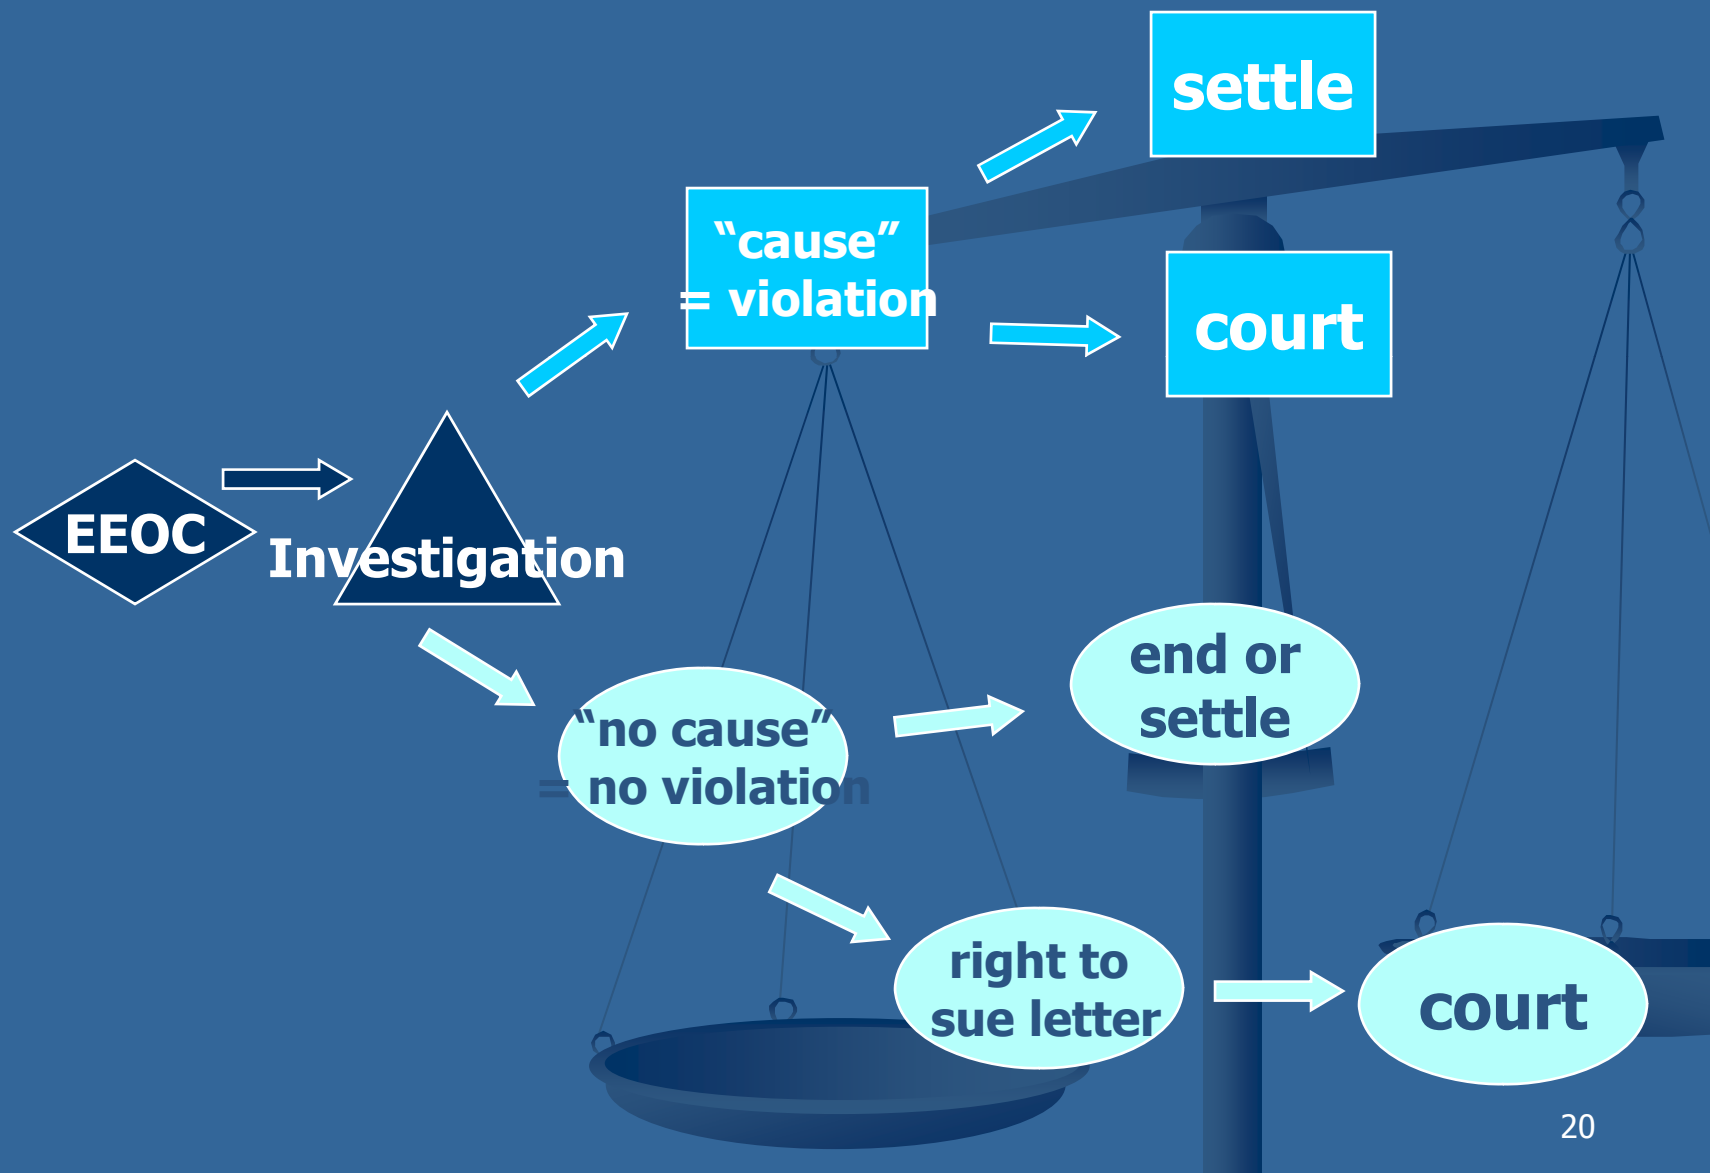 settle
“cause”
= violation
court
EEOC
Investigation
end or
settle
“no cause”
= no violation
right to
sue letter
court
20